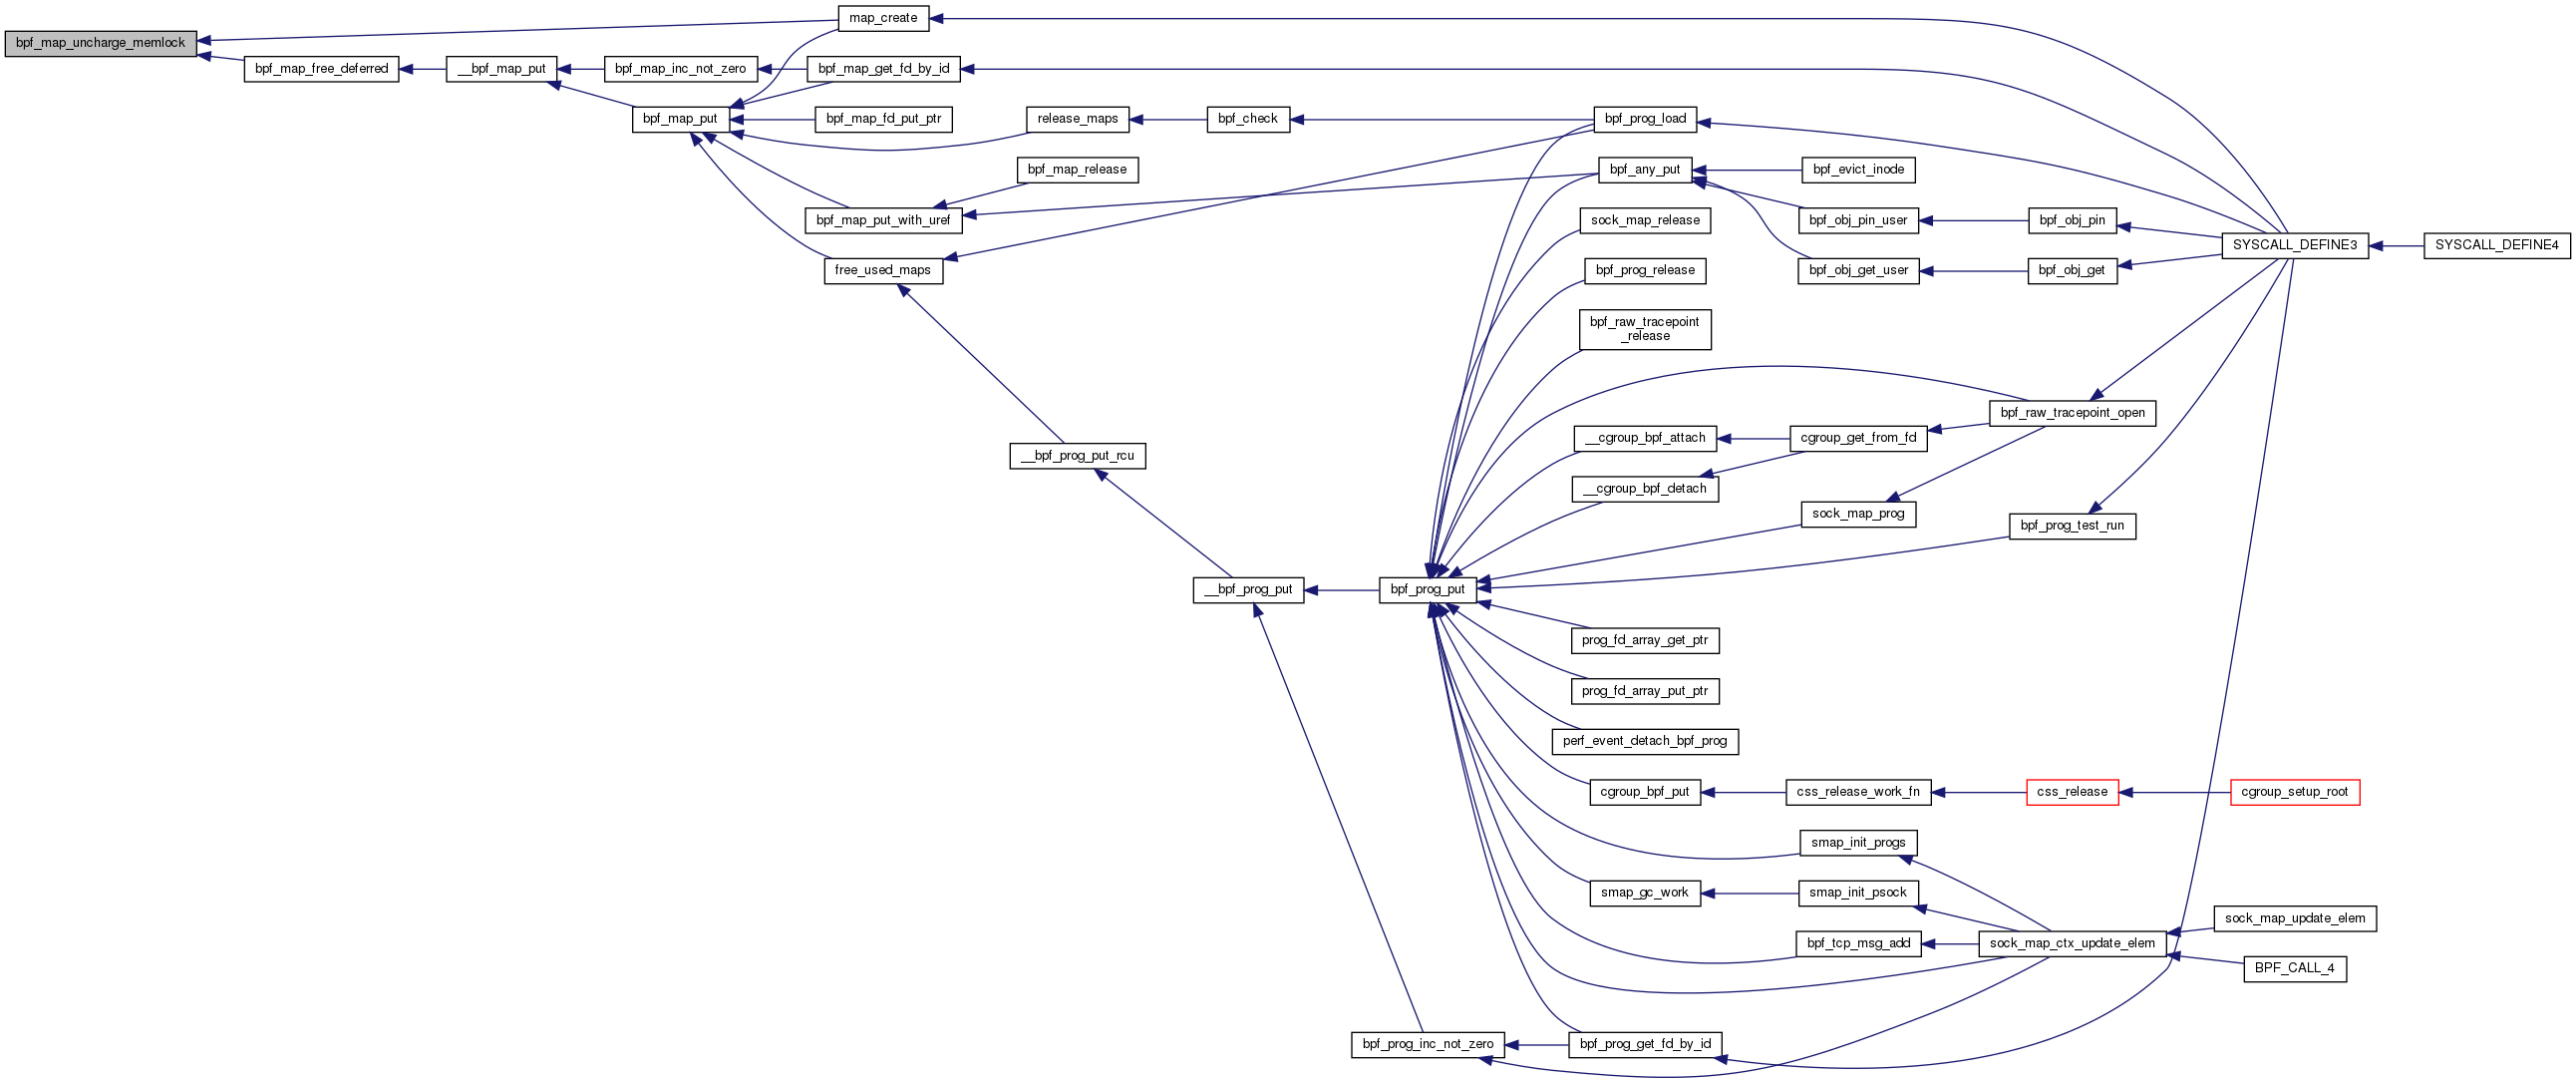 map_create
bpf_map_uncharge_memlock
bpf_map_free_deferred
__bpf_map_put
bpf_map_inc_not_zero
bpf_map_get_fd_by_id
bpf_map_put
bpf_map_fd_put_ptr
release_maps
bpf_check
bpf_prog_load
bpf_map_release
bpf_any_put
bpf_evict_inode
bpf_map_put_with_uref
sock_map_release
bpf_obj_pin_user
bpf_obj_pin
SYSCALL_DEFINE3
SYSCALL_DEFINE4
free_used_maps
bpf_prog_release
bpf_obj_get_user
bpf_obj_get
bpf_raw_tracepoint
_release
bpf_raw_tracepoint_open
__cgroup_bpf_attach
cgroup_get_from_fd
__bpf_prog_put_rcu
__cgroup_bpf_detach
sock_map_prog
bpf_prog_test_run
__bpf_prog_put
bpf_prog_put
prog_fd_array_get_ptr
prog_fd_array_put_ptr
perf_event_detach_bpf_prog
cgroup_bpf_put
css_release_work_fn
css_release
cgroup_setup_root
smap_init_progs
smap_gc_work
smap_init_psock
sock_map_update_elem
bpf_tcp_msg_add
sock_map_ctx_update_elem
BPF_CALL_4
bpf_prog_inc_not_zero
bpf_prog_get_fd_by_id